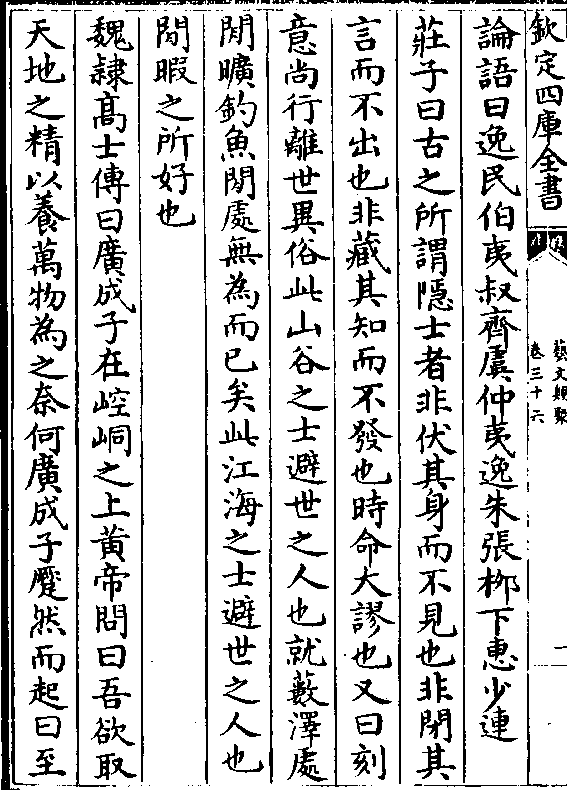 欽定四庫全書
藝文類聚
卷三十六
一
論語曰逸民伯夷叔齊虞仲夷逸朱張栁下惠少連
莊子曰古之所謂隠士者非伏其身而不見也非閉其
言而不出也非藏其知而不發也時命大謬也又曰刻
意尚行離世異俗此山谷之士避世之人也就藪澤處
閒曠釣魚閒處無為而已矣此江海之士避世之人也
閒暇之所好也
魏隸髙士傳曰廣成子在崆峒之上黄帝問曰吾欲取
天地之精以養萬物為之奈何廣成子蹷然而起曰至